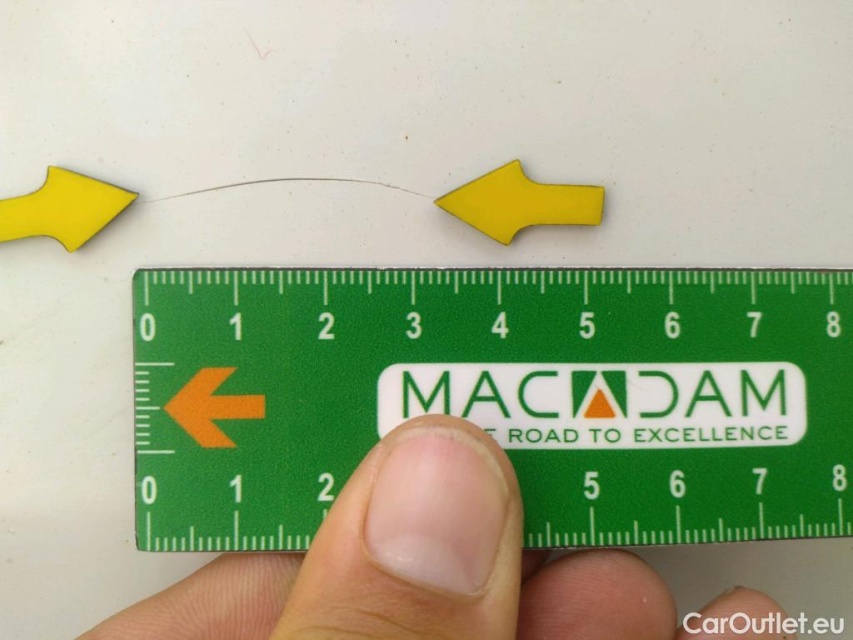 0 1 2 3 4 5 6 7 8
MACADAM
ROAD TO EXCELLENCE
0 1 2 5 6 7 8
CarOutlet.eu